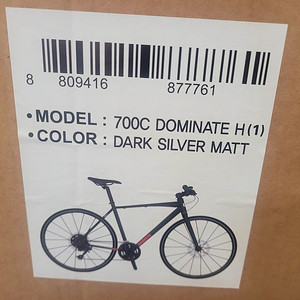 8 809416 877761
•MODEL : 700C DOMINATE H(1)
•COLOR : DARK SILVER MATT